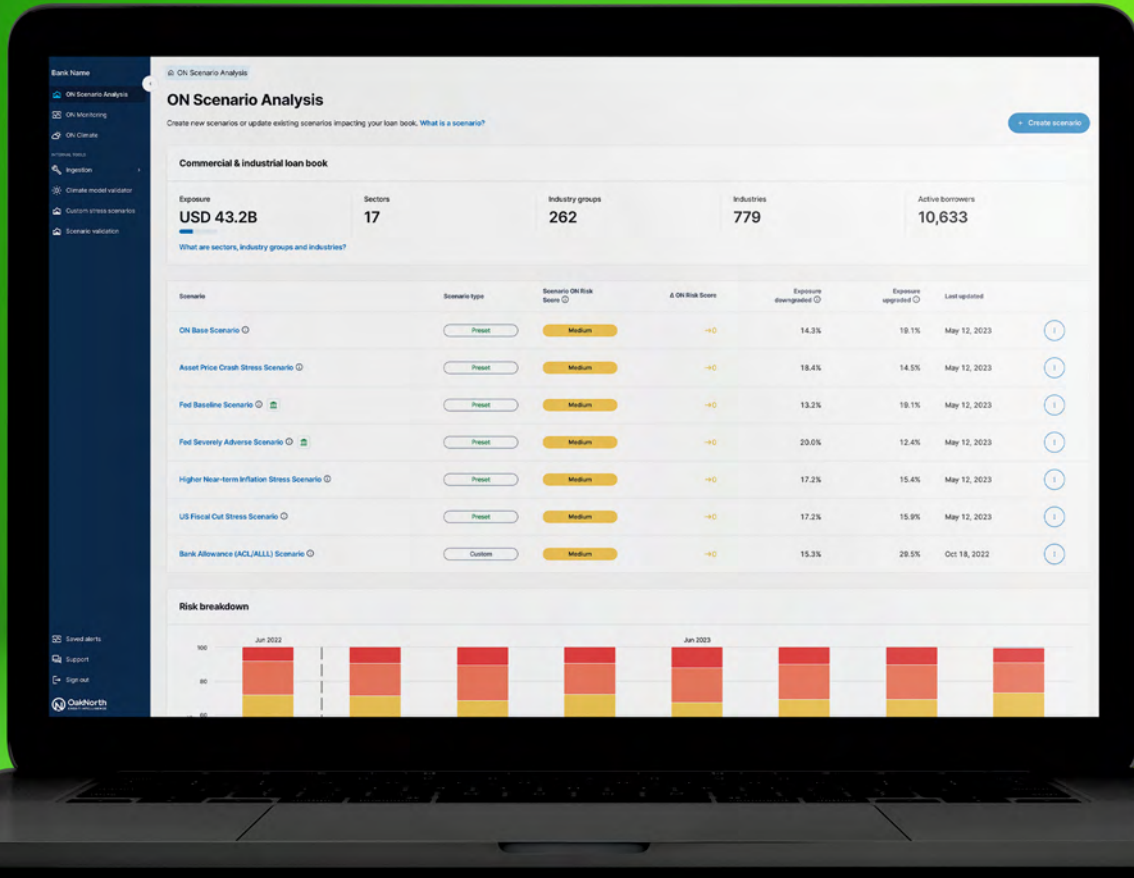 Bank Name
ON Scenario Analysis
ON Monitoring
ON Climate
INTERNAL TOOLS
Ingestion
Climate model validator
Custom stress scenarios
Scenario validation
Saved alerts
Support
Sign out
OakNorth
CREDIT INTELLIGENCE
ON Scenario Analysis
ON Scenario Analysis
Create new scenarios or update existing scenarios impacting your loan book. What is a scenario?
+ Create scenario
Commercial & industrial loan book
Exposure Sectors Industry groups Industries Active borrowers
USD 43.2B 17 262 779 10,633
What are sectors, industry groups and industries?
Scenario Scenario type Scenario ON Risk Score Δ ON Risk Score Exposure downgraded Exposure upgraded Last updated
ON Base Scenario Preset Medium →0 14.3% 19.1% May 12, 2023
Asset Price Crash Stress Scenario Preset Medium →0 18.4% 14.5% May 12, 2023
Fed Baseline Scenario Preset Medium →0 13.2% 19.1% May 12, 2023
Fed Severely Adverse Scenario Preset Medium →0 20.0% 12.4% May 12, 2023
Higher Near-term Inflation Stress Scenario Preset Medium →0 17.2% 15.4% May 12, 2023
US Fiscal Cut Stress Scenario Preset Medium →0 17.2% 15.9% May 12, 2023
Bank Allowance (ACL/ALLL) Scenario Custom Medium →0 15.3% 20.5% Oct 18, 2022
Risk breakdown
Jun 2022 Jun 2023
100
80
60